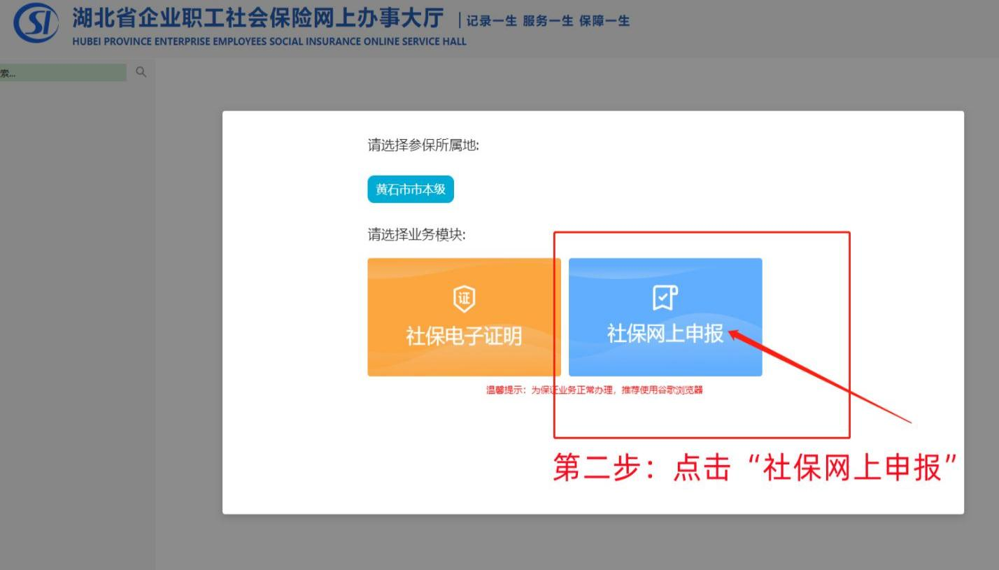 SI
湖北省企业职工社会保险网上办事大厅 | 记录一生 服务一生 保障一生
HUBEI PROVINCE ENTERPRISE EMPLOYEES SOCIAL INSURANCE ONLINE SERVICE HALL
索...
请选择参保所属地:
黄石市市本级
请选择业务模块:
证
社保电子证明
社保网上申报
温馨提示：为保证业务正常办理，推荐使用谷歌浏览器
第二步：点击“社保网上申报”